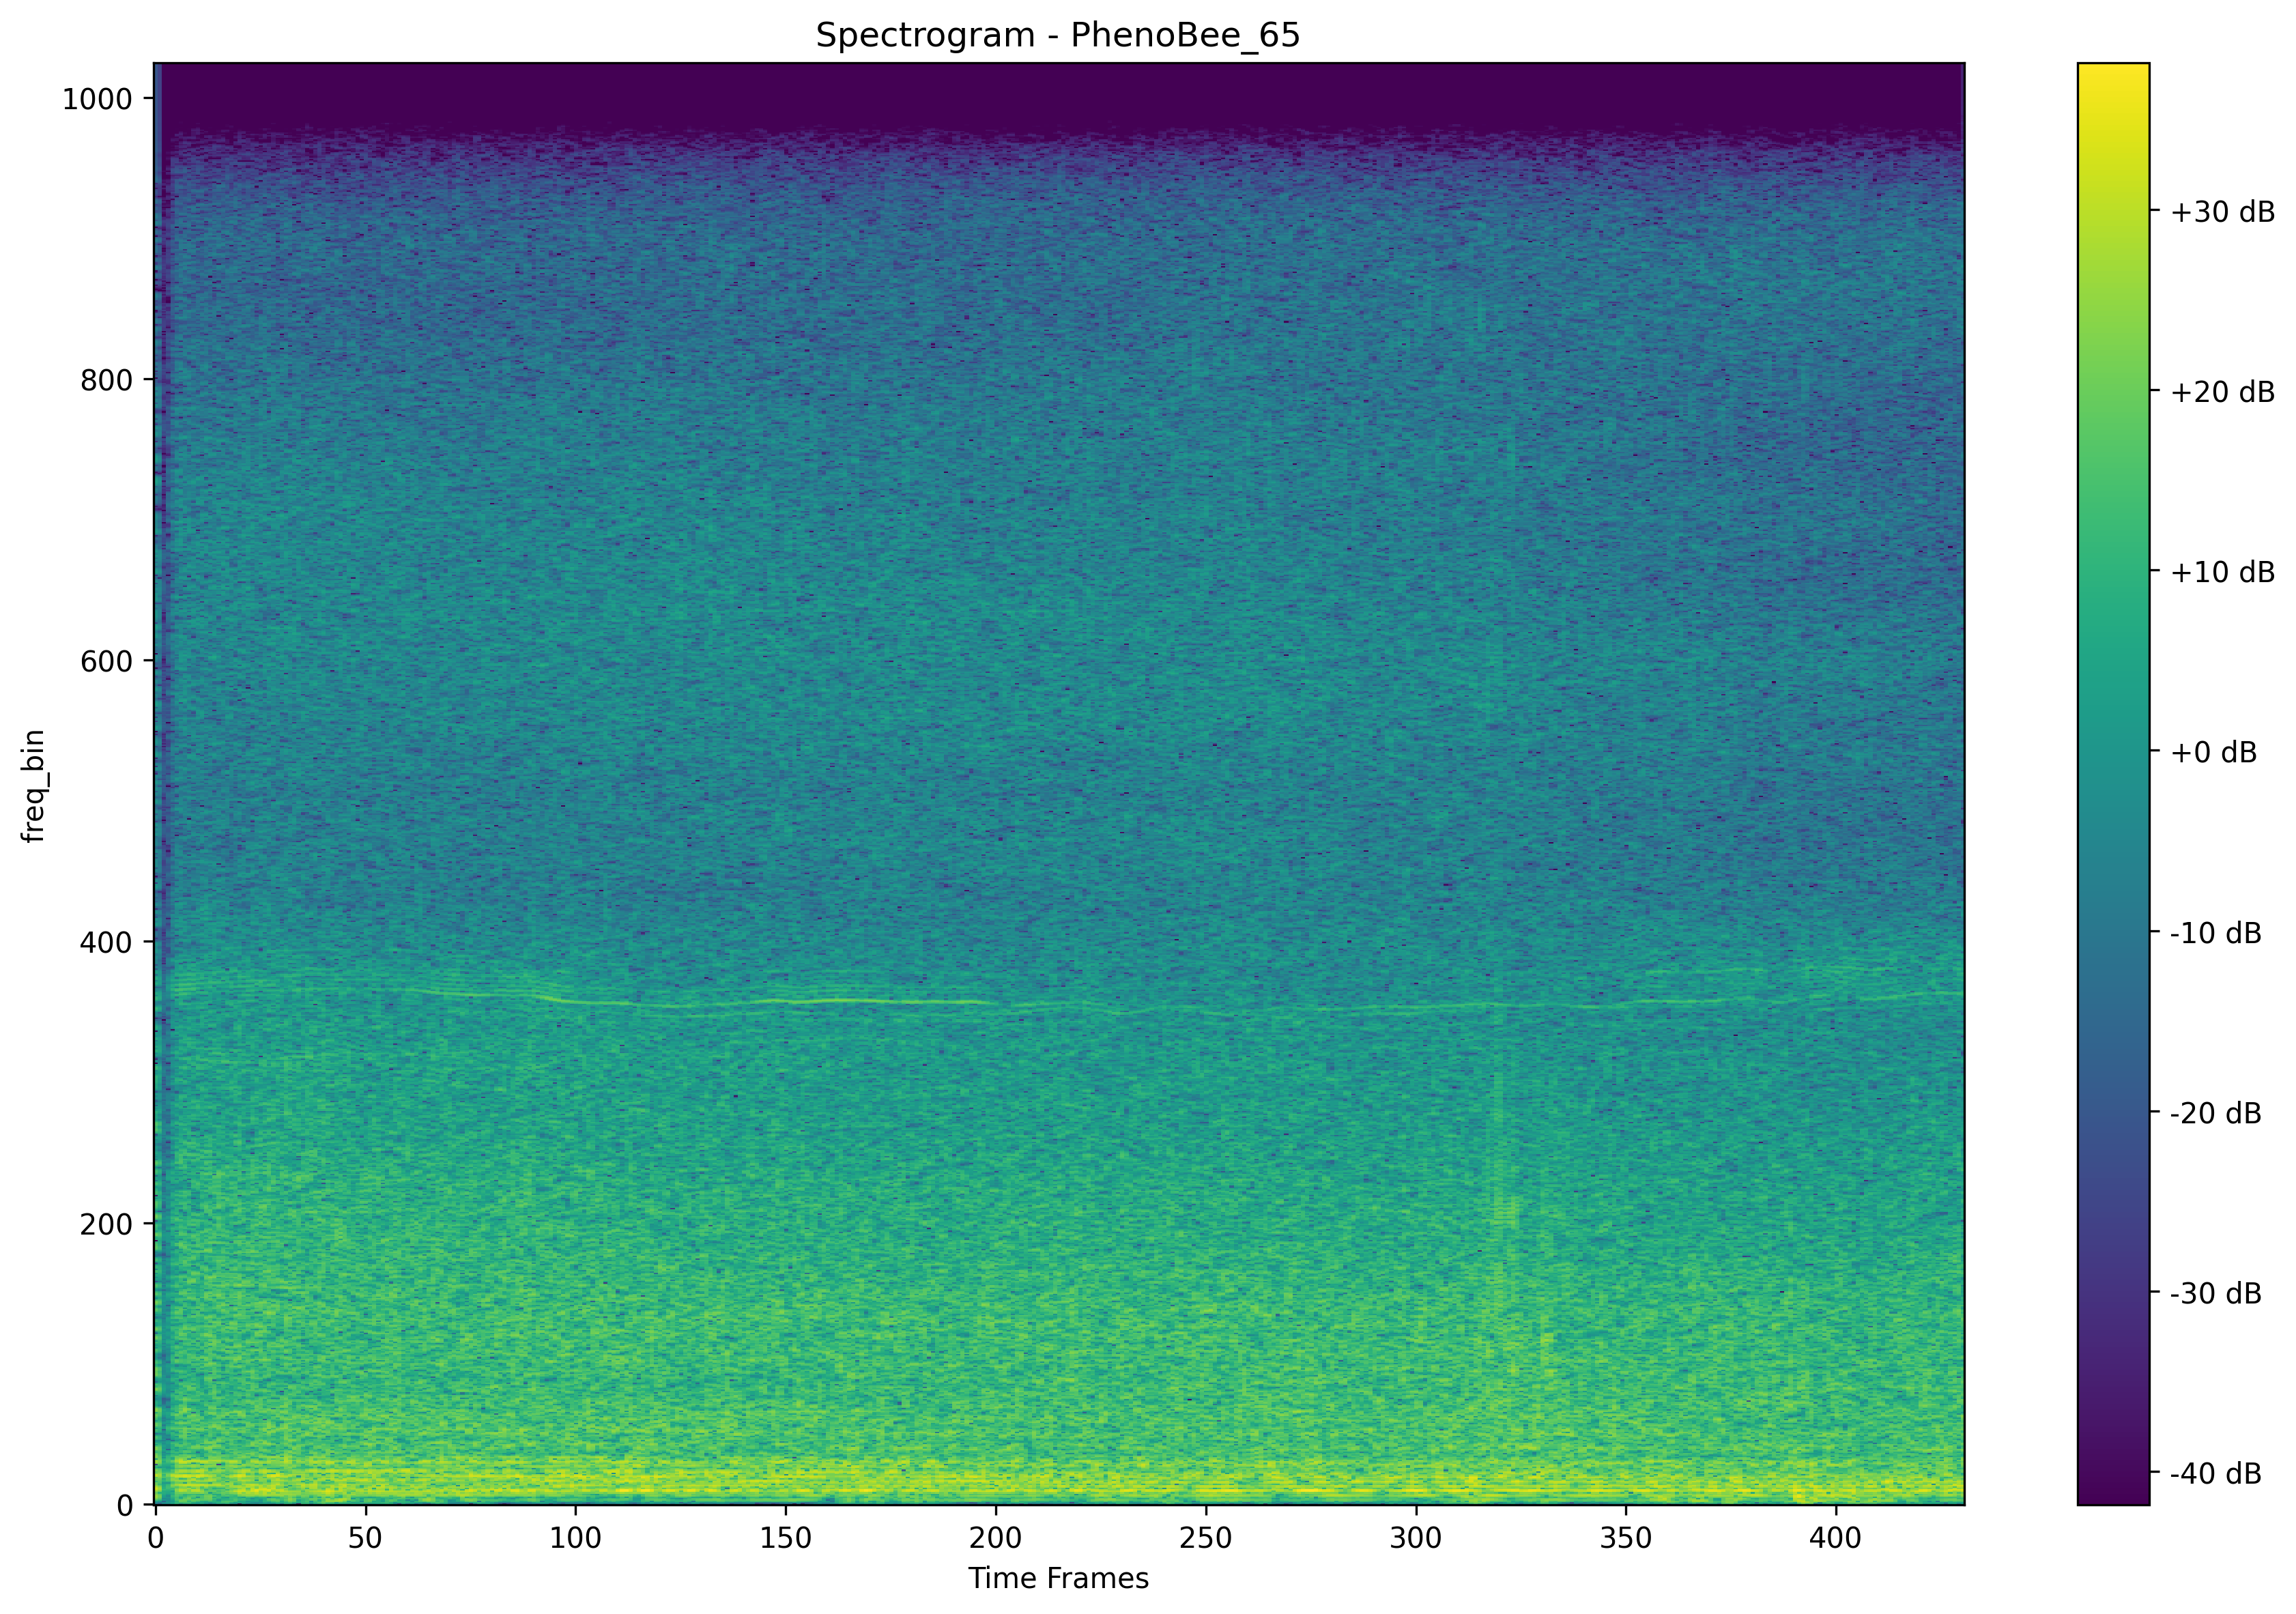 Spectrogram - PhenoBee_65
1000
800
600
400
200
0
freq_bin
0 50 100 150 200 250 300 350 400
Time Frames
+30 dB
+20 dB
+10 dB
+0 dB
-10 dB
-20 dB
-30 dB
-40 dB